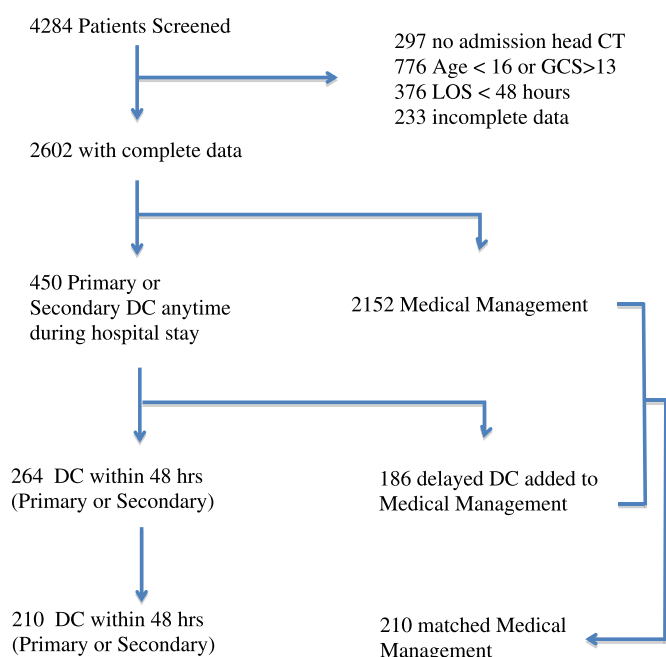 4284 Patients Screened
297 no admission head CT
776 Age < 16 or GCS>13
376 LOS < 48 hours
233 incomplete data
2602 with complete data
450 Primary or
Secondary DC anytime
during hospital stay
2152 Medical Management
264 DC within 48 hrs
(Primary or Secondary)
186 delayed DC added to
Medical Management
210 DC within 48 hrs
(Primary or Secondary)
210 matched Medical
Management